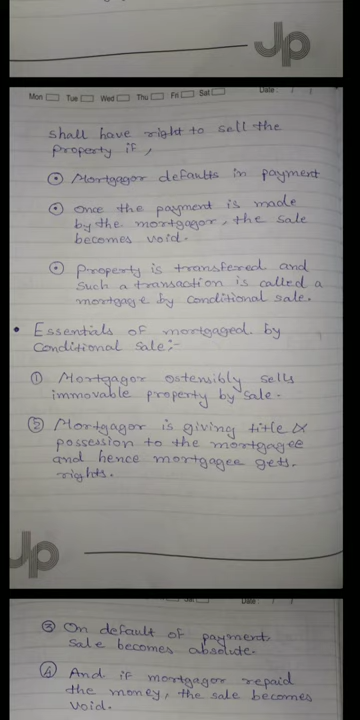 Jp
Mon Tue Wed Thu Fri Sat Date : / /
shall have right to sell the
property if,
Mortgagor defaults in payment
Once the payment is made
by the mortgagor, the sale
becomes void.
Property is transfered and
such a transaction is called a
mortgage by conditional sale.
• Essentials of mortgaged by
Conditional Sale:-
① Mortgagor ostensibly sells
immovable property by sale.
② Mortgagor is giving title &
possession to the mortgagee
and hence mortgagee gets.
rights.
Jp
Date :
③ On default of payment
sale becomes absolute.
④ And if mortgagor repaid
the money, the sale becomes
void.